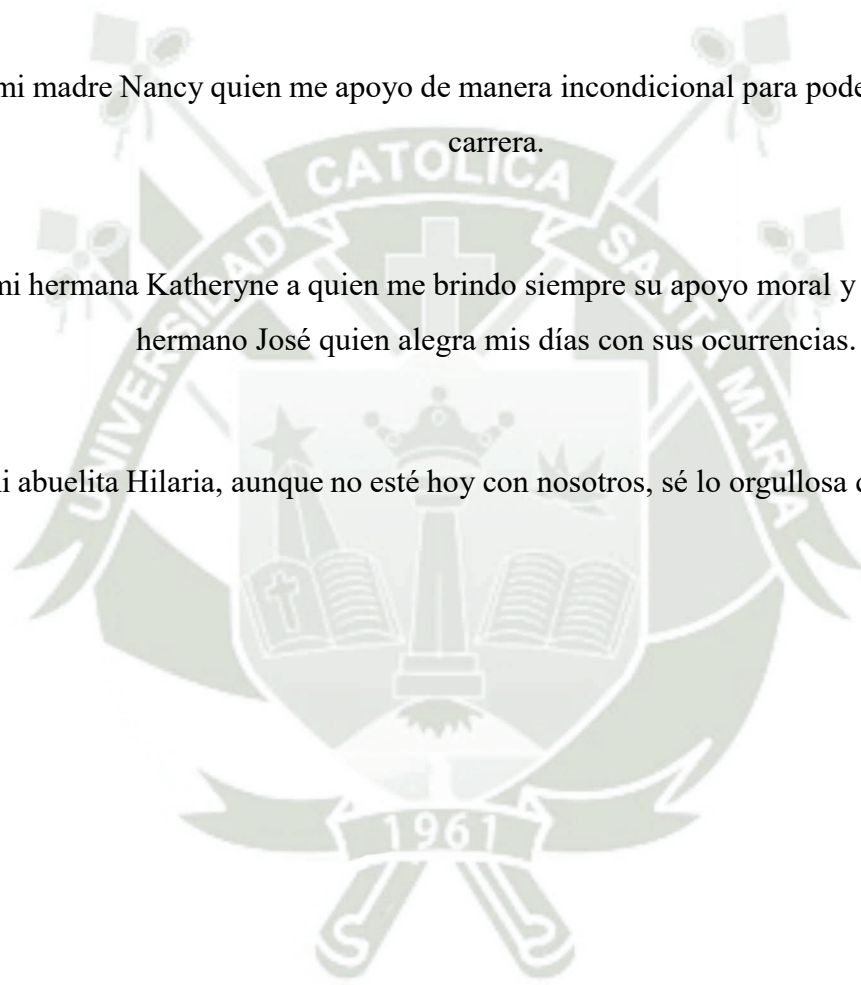 mi madre Nancy quien me apoyo de manera incondicional para
carrera.
mi hermana Katheryne a quien me brindo siempre su apoyo moral y
hermano José quien alegra mis días con sus ocurrencias.
abuelita Hilaria, aunque no esté hoy con nosotros, sé lo orgullosa
UNIVERSIDAD CATOLICA SANTA MARIA
1961